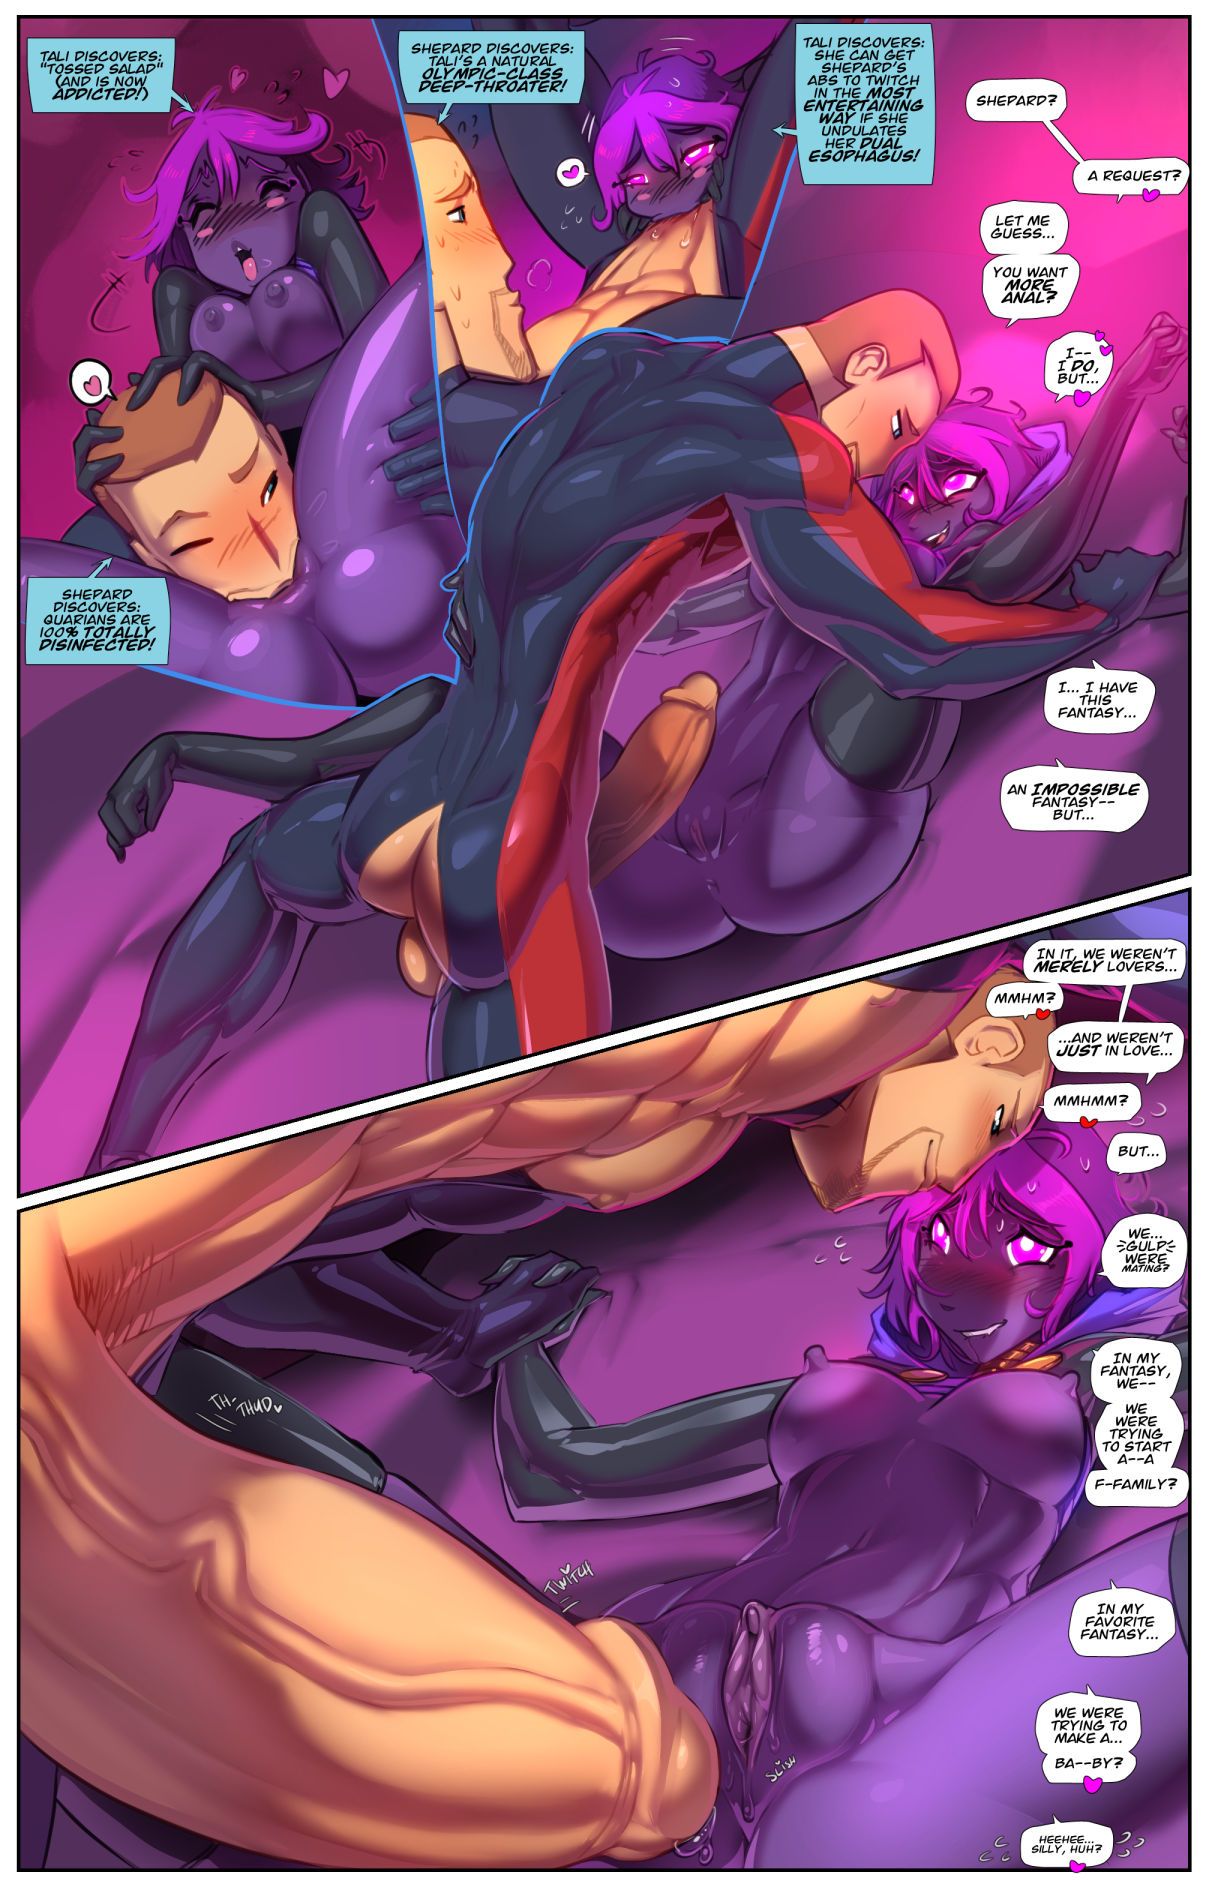 TALI DISCOVERS;
"TOSSED SALAD"
(AND IS NOW
ADDICTED!)
SHEPARD DISCOVERS:
TALI'S A NATURAL
OLYMPIC-CLASS
DEEP-THROATER!
TALI DISCOVERS:
SHE CAN GET
SHEPARD'S
ABS TO TWITCH
IN THE MOST
ENTERTAINING
WAY IF SHE
UNDULATES
HER DUAL
ESOPHAGUS!
SHEPARD
DISCOVERS:
QUARIANS ARE
100% TOTALLY
DISINFECTED!
SHEPARD?
A REQUEST?
LET ME
GUESS...
YOU WANT
MORE
ANAL?
I--
I DO,
BUT...
I... I HAVE
THIS
FANTASY...
AN IMPOSSIBLE
FANTASY--
BUT...
IN IT, WE WEREN'T
MERELY LOVERS...
MMHM?
...AND WEREN'T
JUST IN LOVE...
MMHMM?
BUT...
WE...
GULP
WERE
MATING?
IN MY
FANTASY,
WE--
WE
WERE
TRYING
TO START
A--A
F-FAMILY?
TH-
THUD
TWITCH
IN MY
FAVORITE
FANTASY...
WE WERE
TRYING TO
MAKE A...
BA--BY?
SLISH
HEEHEE...
SILLY, HUH?